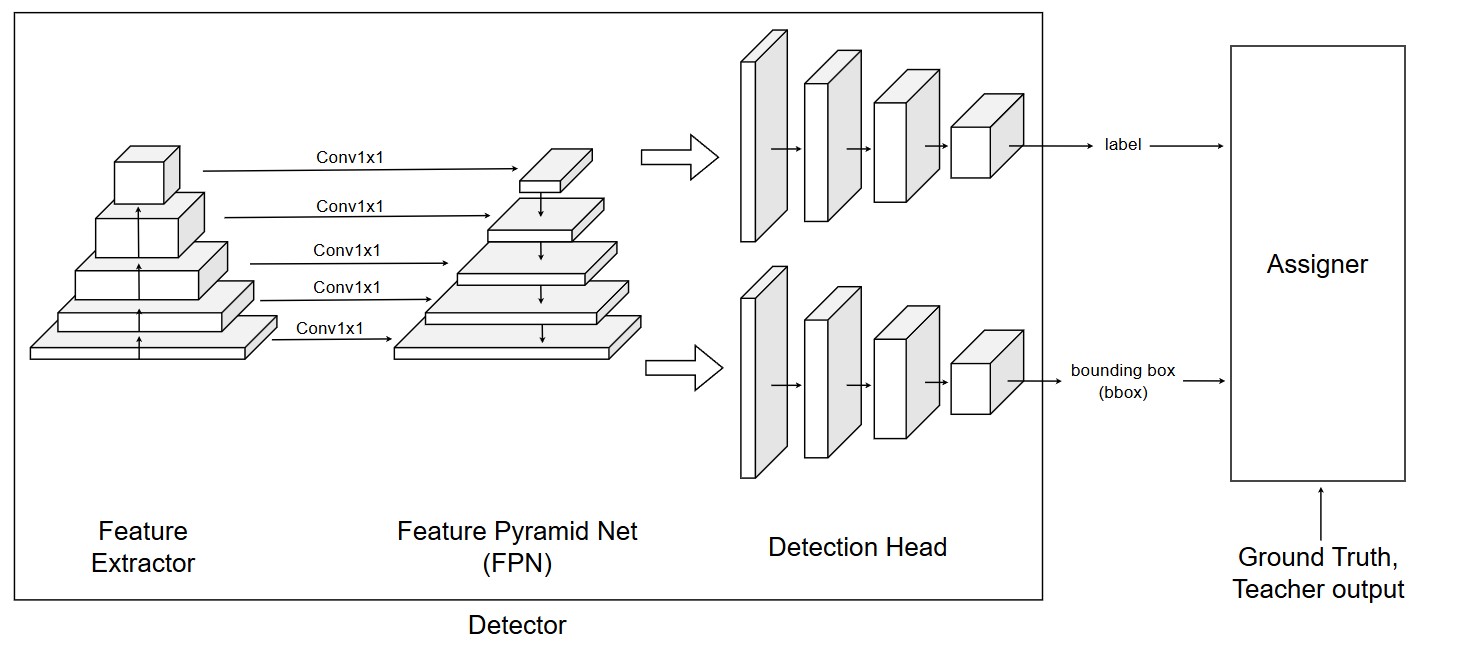 Conv1x1
Conv1x1
Conv1x1
Conv1x1
Conv1x1
label
bounding box
(bbox)
Assigner
Feature
Extractor
Feature Pyramid Net
(FPN)
Detection Head
Ground Truth,
Teacher output
Detector